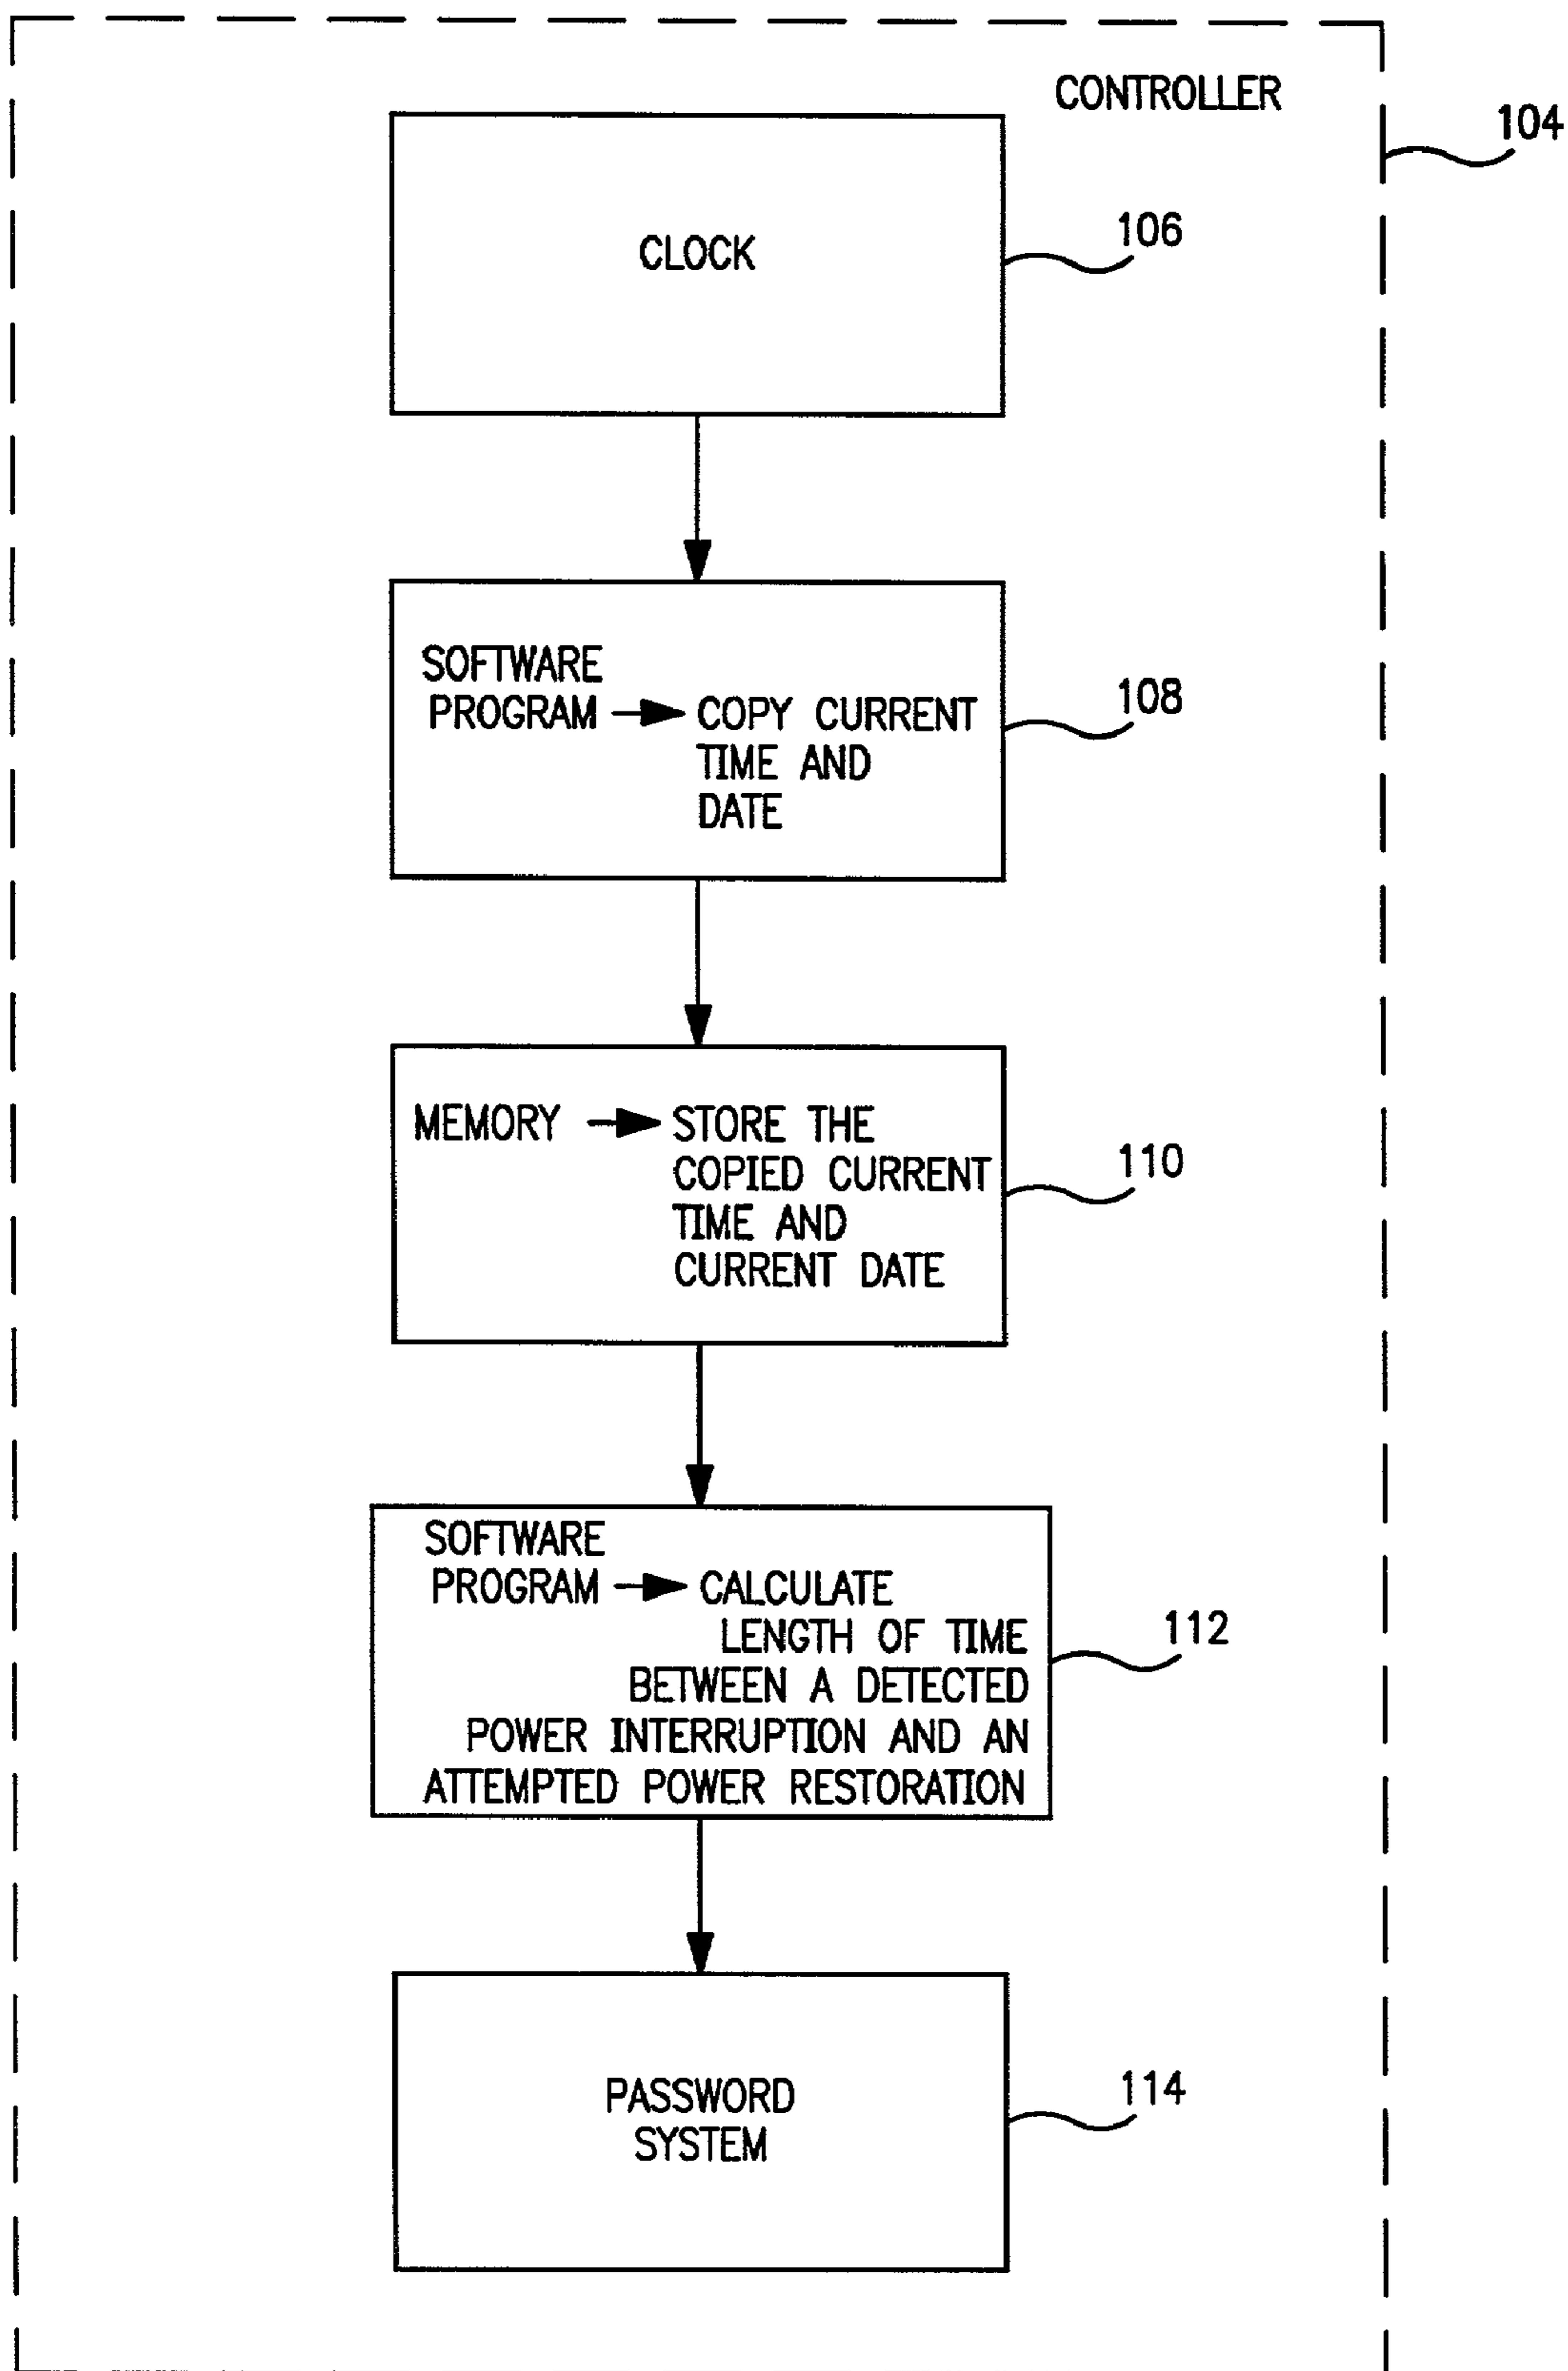 CONTROLLER
104
CLOCK
106
SOFTWARE
PROGRAM → COPY CURRENT
TIME AND
DATE
108
MEMORY → STORE THE
COPIED CURRENT
TIME AND
CURRENT DATE
110
SOFTWARE
PROGRAM → CALCULATE
LENGTH OF TIME
BETWEEN A DETECTED
POWER INTERRUPTION AND AN
ATTEMPTED POWER RESTORATION
112
PASSWORD
SYSTEM
114